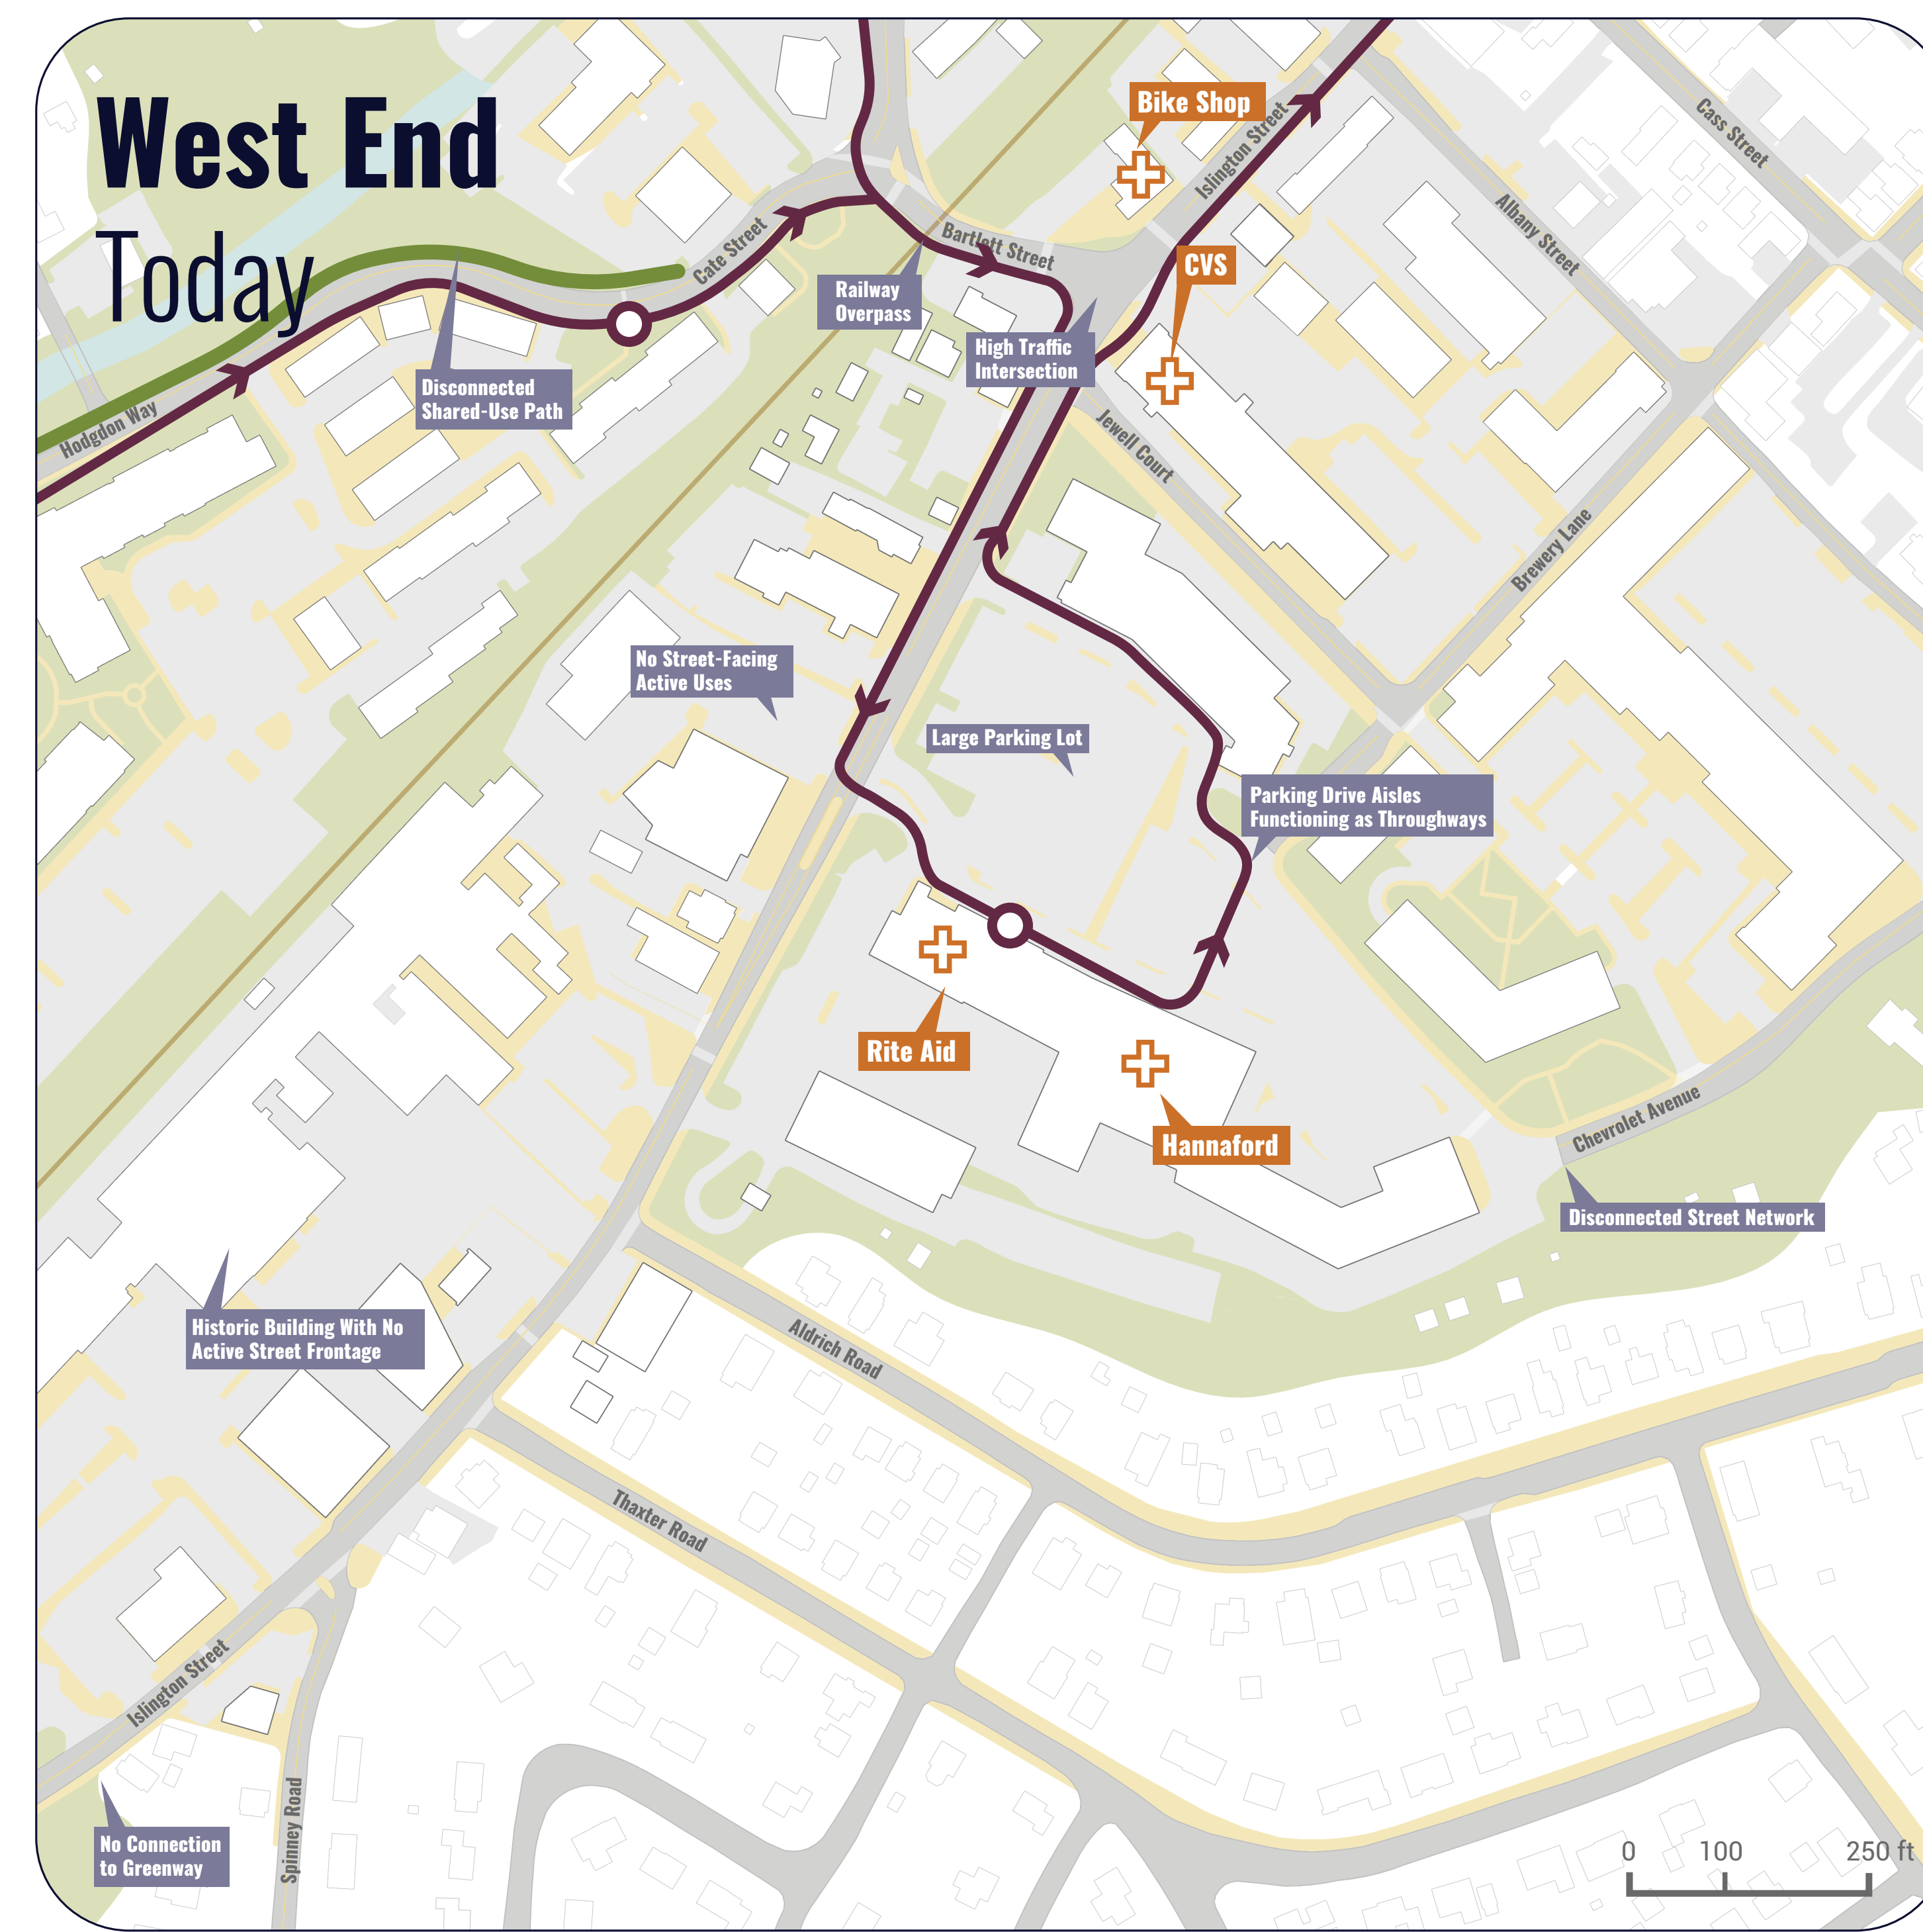 West End
Today
Bike Shop
Cass Street
Islington Street
Albany Street
Cate Street
Bartlett Street
CVS
Railway
Overpass
High Traffic
Intersection
Disconnected
Shared-Use Path
Hodgdon Way
Jewell Court
Brewery Lane
No Street-Facing
Active Uses
Large Parking Lot
Parking Drive Aisles
Functioning as Throughways
Rite Aid
Hannaford
Chevrolet Avenue
Disconnected Street Network
Historic Building With No
Active Street Frontage
Aldrich Road
Thaxter Road
Islington Street
Spinney Road
No Connection
to Greenway
0 100 250 ft